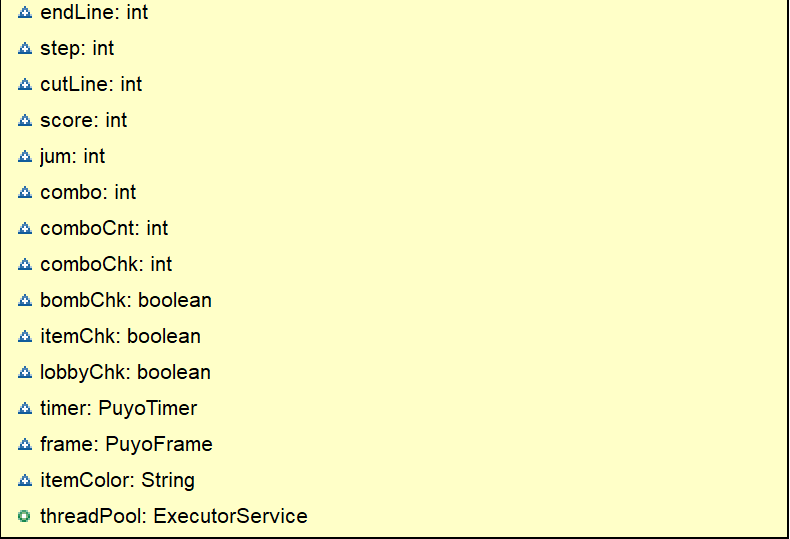 endLine: int
step: int
cutLine: int
score: int
jum: int
combo: int
comboCnt: int
comboChk: int
bombChk: boolean
itemChk: boolean
lobbyChk: boolean
timer: PuyoTimer
frame: PuyoFrame
itemColor: String
threadPool: ExecutorService